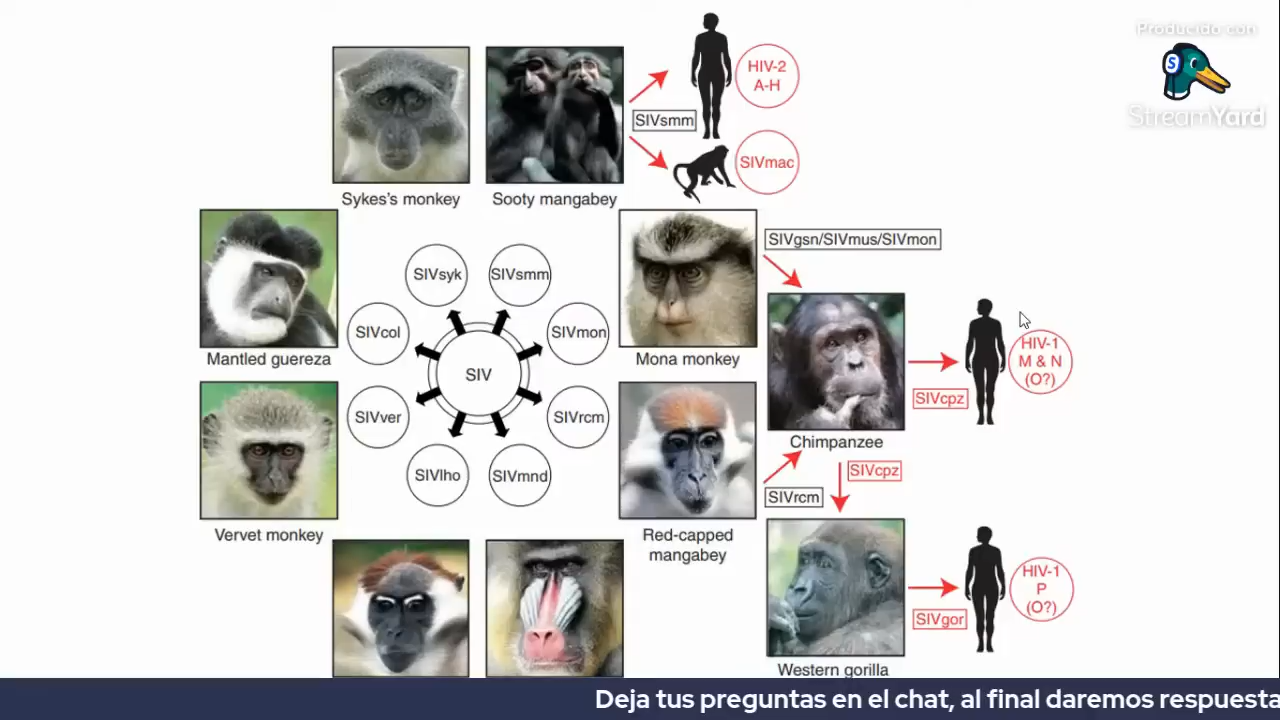 Producido con
StreamYard
HIV-2
A-H
SIVsmm
SIVmac
Sykes's monkey
Sooty mangabey
SIVgsn/SIVmus/SIVmon
SIVsyk
SIVsmm
SIVcol
SIVmon
Mantled guereza
Mona monkey
SIV
HIV-1
M & N
(O?)
SIVcpz
SIVver
SIVrcm
Chimpanzee
SIVcpz
SIVlho
SIVmnd
SIVrcm
Vervet monkey
Red-capped
mangabey
HIV-1
P
(O?)
SIVgor
Western gorilla
Deja tus preguntas en el chat, al final daremos respuesta